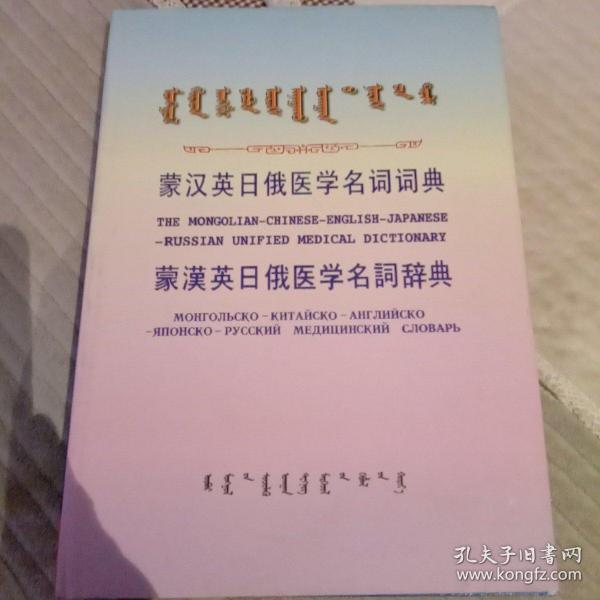 蒙汉英日俄医学名词词典
THE MONGOLIAN-CHINESE-ENGLISH-JAPANESE
-RUSSIAN UNIFIED MEDICAL DICTIONARY
蒙漢英日俄医学名詞辞典
МОНГОЛЬСКО-КИТАЙСКО-АНГЛИЙСКО
-ЯПОНСКО-РУССКИЙ МЕДИЦИНСКИЙ СЛОВАРЬ
孔夫子旧书网
www.kongfz.com